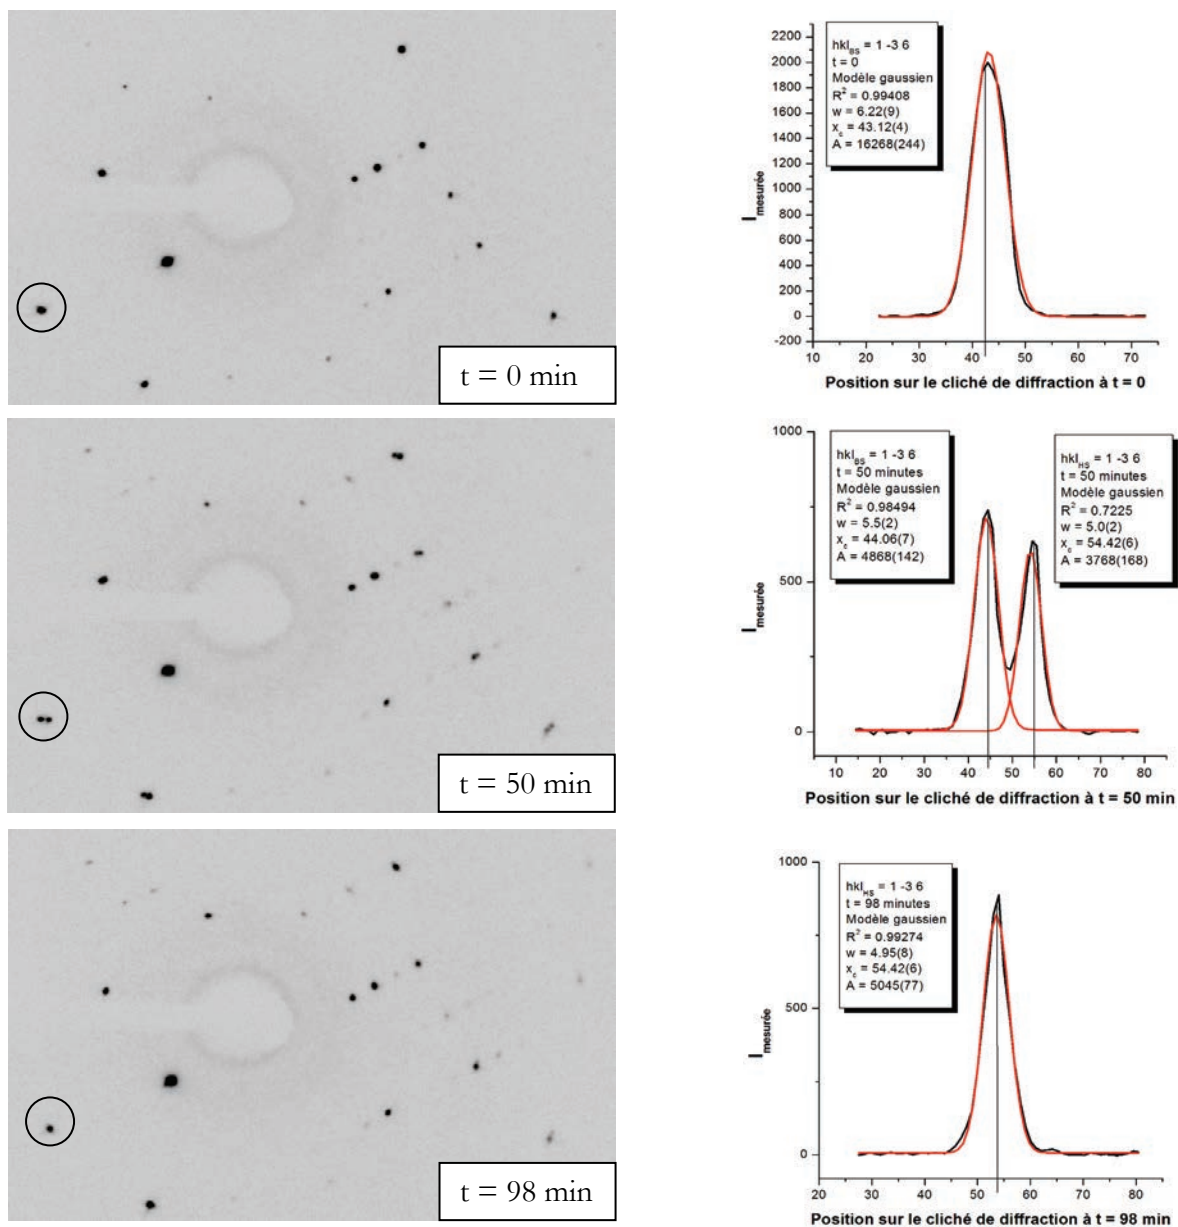 t = 0 min
2200
2000
1800
1600
1400
1200
1000
800
600
400
200
0
-200
10 20 30 40 50 60 70
I mesurée
hkl_BS = 1 -3 6
t = 0
Modèle gaussien
R² = 0.99408
w = 6.22(9)
x_c = 43.12(4)
A = 16268(244)
Position sur le cliché de diffraction à t = 0
t = 50 min
1000
500
0
10 20 30 40 50 60 70 80
I mesurée
hkl_BS = 1 -3 6
t = 50 minutes
Modèle gaussien
R² = 0.98494
w = 5.5(2)
x_c = 44.06(7)
A = 4868(142)
hkl_HS = 1 -3 6
t = 50 minutes
Modèle gaussien
R² = 0.7225
w = 5.0(2)
x_c = 54.42(6)
A = 3768(168)
Position sur le cliché de diffraction à t = 50 min
t = 98 min
1000
500
0
20 30 40 50 60 70 80
I mesurée
hkl_HS = 1 -3 6
t = 98 minutes
Modèle gaussien
R² = 0.99274
w = 4.95(8)
x_c = 54.42(6)
A = 5045(77)
Position sur le cliché de diffraction à t = 98 min